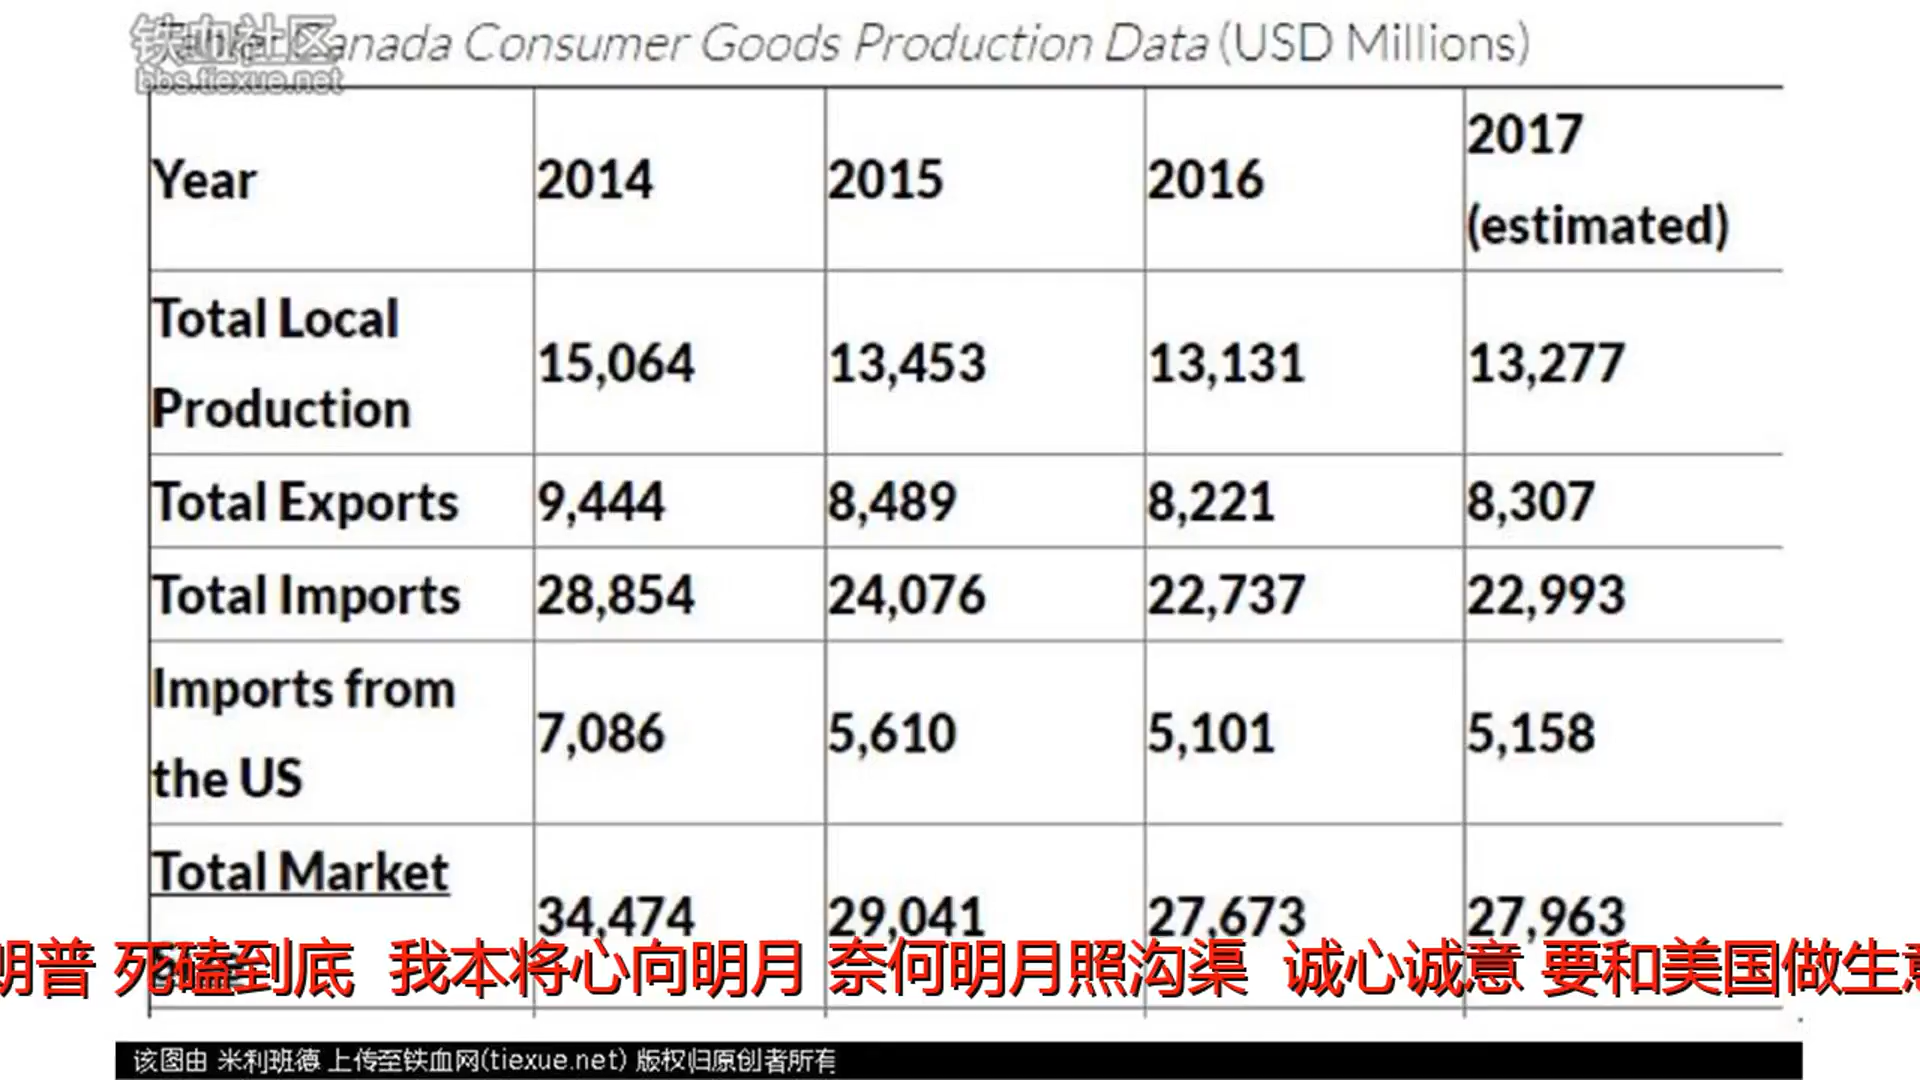 铁血社区
bbs.tiexue.net
Canada Consumer Goods Production Data (USD Millions)
Year 2014 2015 2016 2017 (estimated)
Total Local Production 15,064 13,453 13,131 13,277
Total Exports 9,444 8,489 8,221 8,307
Total Imports 28,854 24,076 22,737 22,993
Imports from the US 7,086 5,610 5,101 5,158
Total Market 34,474 29,041 27,673 27,963
朗普 死磕到底 我本将心向明月 奈何明月照沟渠 诚心诚意 要和美国做生意
该图由 米利班德 上传至铁血网(tiexue.net) 版权归原创者所有